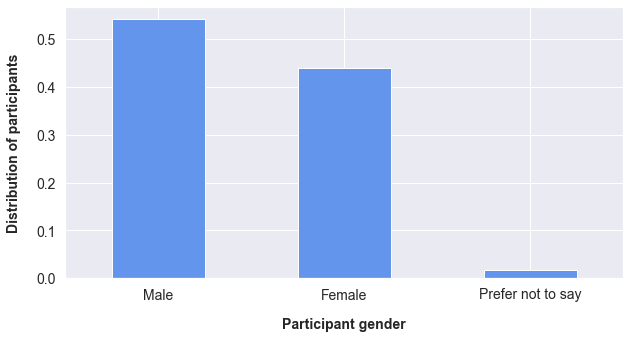 Distribution of participants
0.5
0.4
0.3
0.2
0.1
0.0
Male Female Prefer not to say
Participant gender